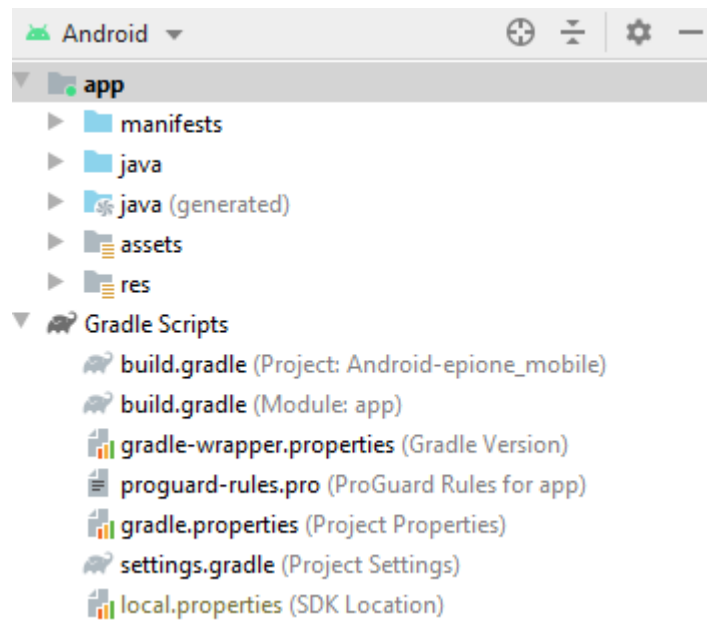 Android
app
manifests
java
java (generated)
assets
res
Gradle Scripts
build.gradle (Project: Android-epione_mobile)
build.gradle (Module: app)
gradle-wrapper.properties (Gradle Version)
proguard-rules.pro (ProGuard Rules for app)
gradle.properties (Project Properties)
settings.gradle (Project Settings)
local.properties (SDK Location)